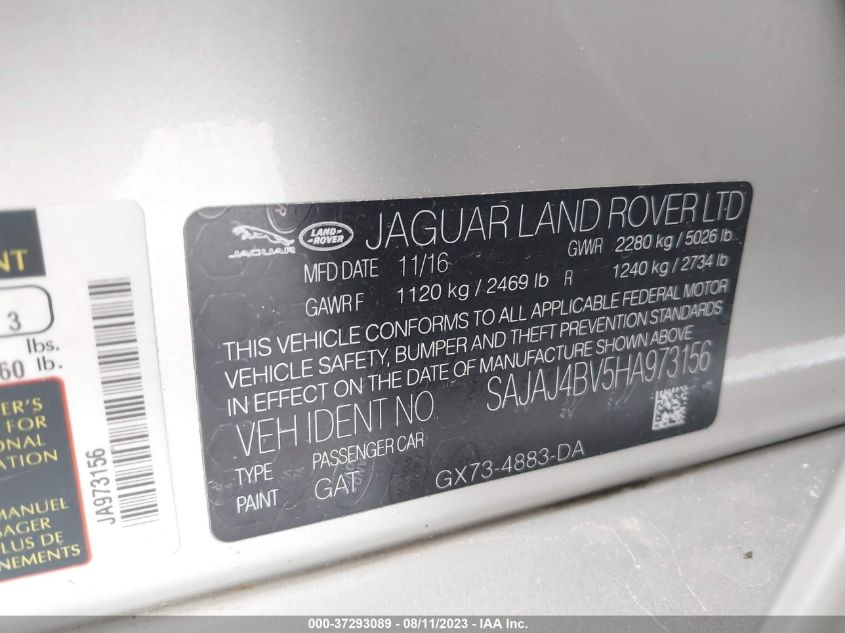 NT
3
lbs.
60 lb.
ER'S
FOR
ONAL
ATION
MANUEL
SAGER
PLUS DE
NEMENTS
JA973156
JAGUAR
LAND-
ROVER
JAGUAR LAND ROVER LTD
MFD DATE 11/16 GVWR 2280 kg / 5026 lb
GAWR F 1120 kg / 2469 lb R 1240 kg / 2734 lb
THIS VEHICLE CONFORMS TO ALL APPLICABLE FEDERAL MOTOR
VEHICLE SAFETY, BUMPER AND THEFT PREVENTION STANDARDS
IN EFFECT ON THE DATE OF MANUFACTURE SHOWN ABOVE
VEH IDENT NO. SAJAJ4BV5HA973156
TYPE PASSENGER CAR
PAINT GAT GX73-4883-DA
000-37293089 - 08/11/2023 - IAA Inc.